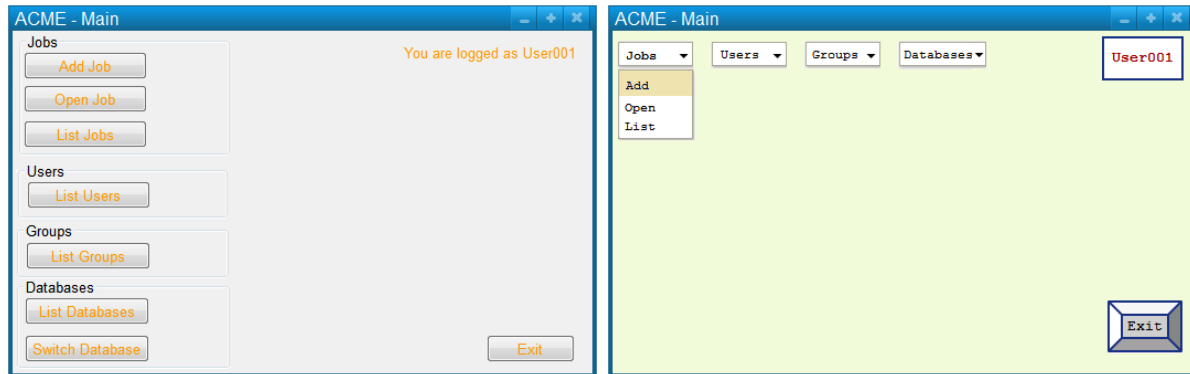 ACME - Main
Jobs
You are logged as User001
Add Job
Open Job
List Jobs
Users
List Users
Groups
List Groups
Databases
List Databases
Switch Database
Exit
ACME - Main
Jobs Users Groups Databases
User001
Add
Open
List
Exit